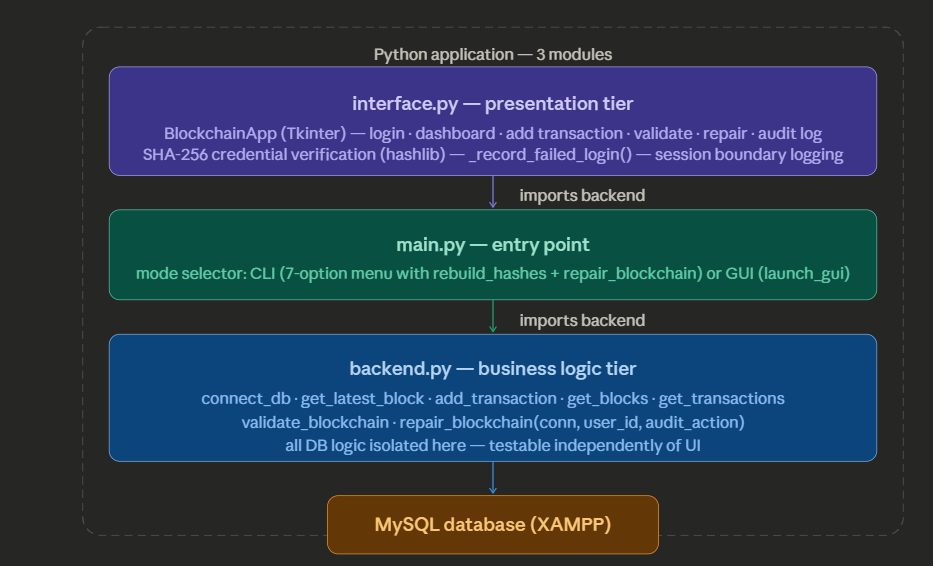 Python application — 3 modules
interface.py — presentation tier
BlockchainApp (Tkinter) — login · dashboard · add transaction · validate · repair · audit log
SHA-256 credential verification (hashlib) — _record_failed_login() — session boundary logging
imports backend
main.py — entry point
mode selector: CLI (7-option menu with rebuild_hashes + repair_blockchain) or GUI (launch_gui)
imports backend
backend.py — business logic tier
connect_db · get_latest_block · add_transaction · get_blocks · get_transactions
validate_blockchain · repair_blockchain(conn, user_id, audit_action)
all DB logic isolated here — testable independently of UI
MySQL database (XAMPP)